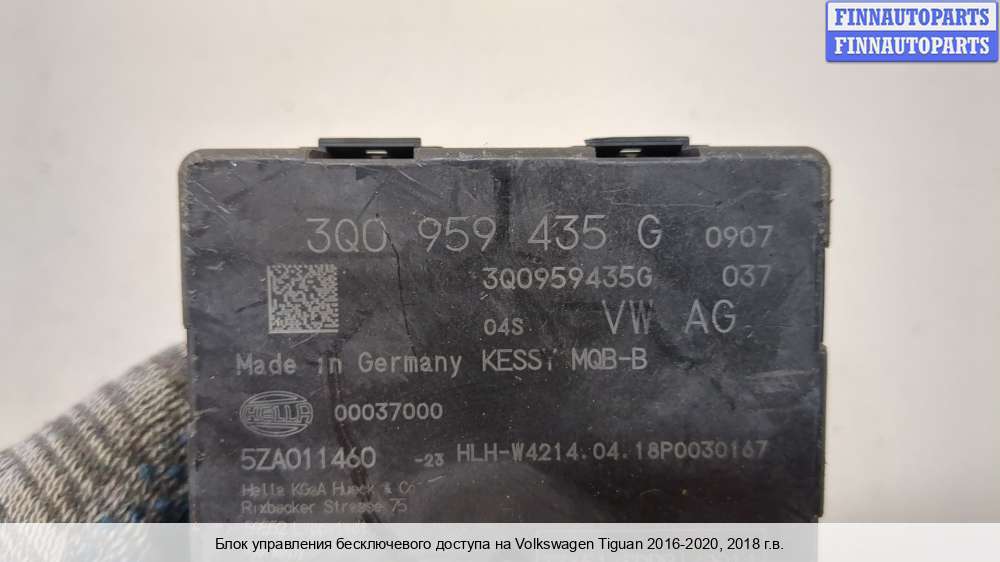 FINNAUTOPARTS
FINNAUTOPARTS
3Q0 959 435 G 0907
3Q0959435G 037
04S VW AG
Made in Germany KESSY MQB-B
HELLA 00037000
5ZA011460 -23 HLH-W4214.04.18P0030167
Hella KGaA Hueck & Co
Rixbecker Strasse 75
Блок управления бесключевого доступа на Volkswagen Tiguan 2016-2020, 2018 г.в.